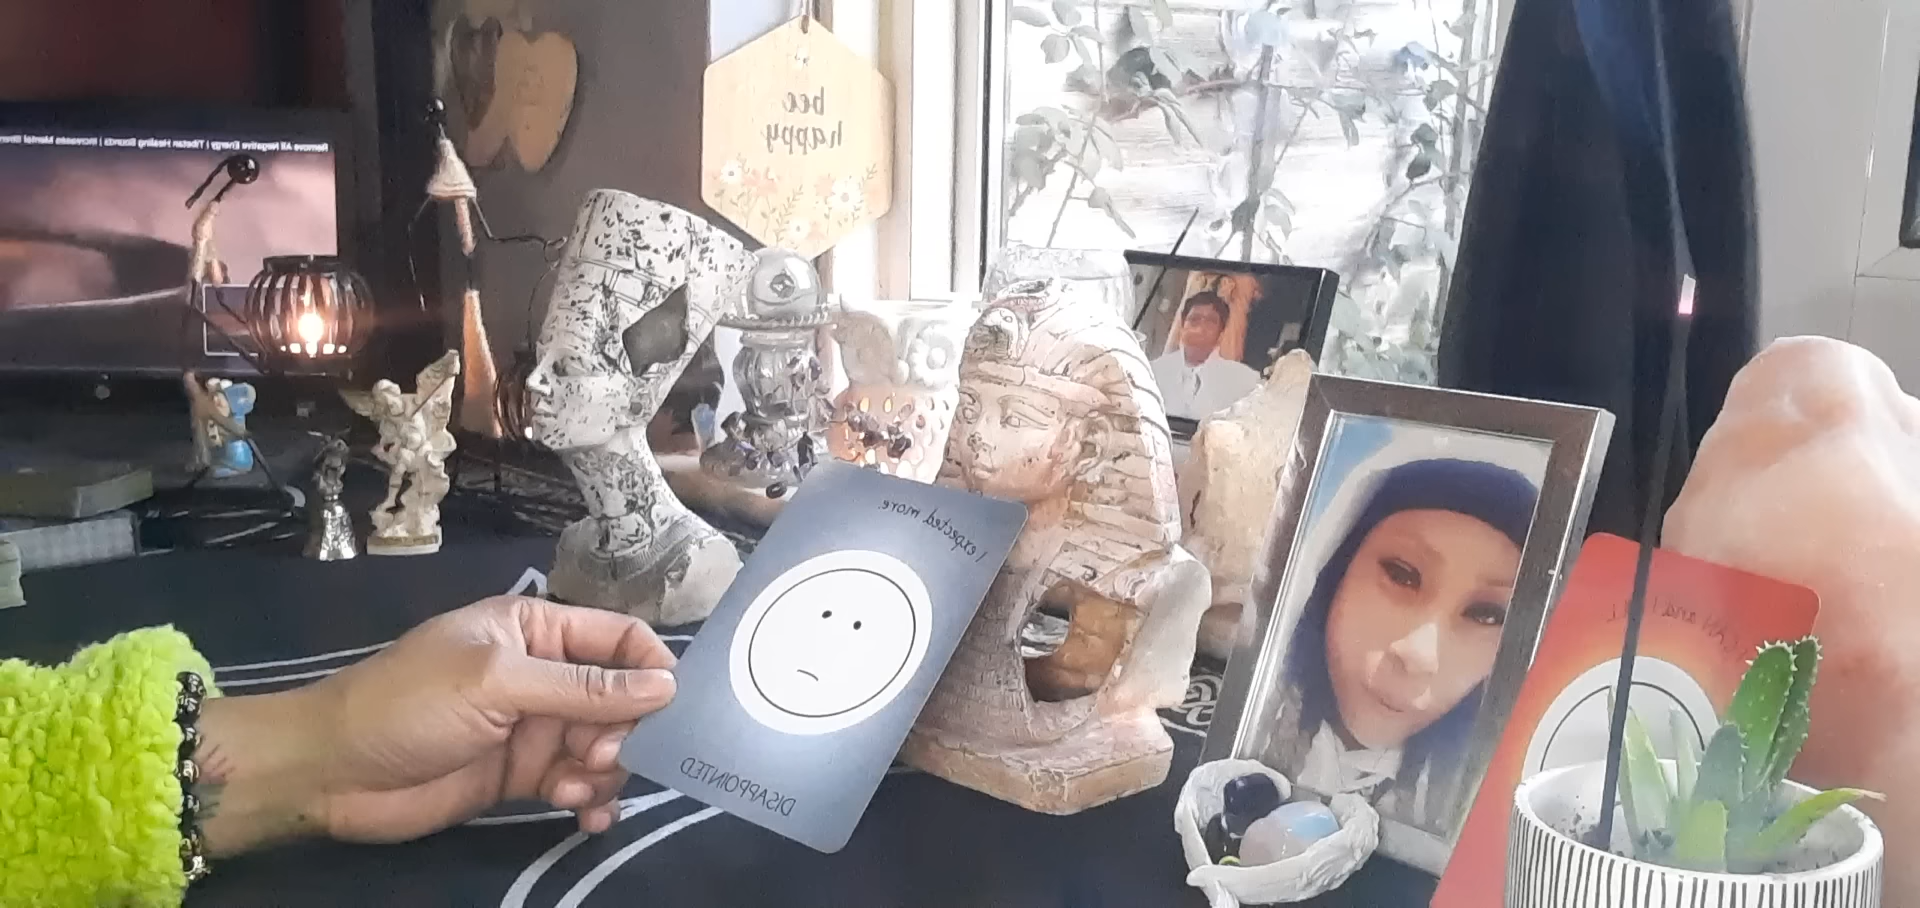 Remove All Negative Energy | Tibetan Healing Sounds | Increases Mental
bee
happy
I expected more.
DISAPPOINTED